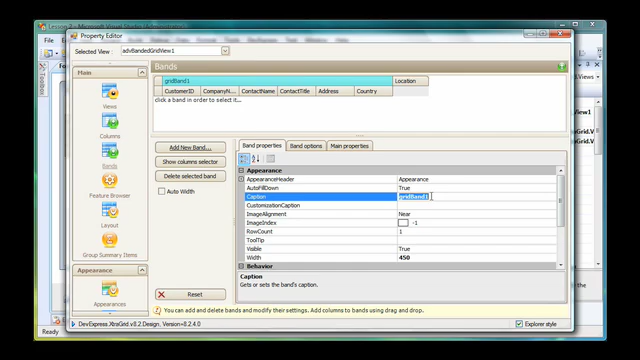 Property Editor
File
Selected View
advBandedGridView1
Main
Bands
gridBand1
Location
CustomerID CompanyN... ContactName ContactTitle Address Country
click a band in order to select it...
Views
Columns
Bands
Feature Browser
Layout
Group Summary Items
Appearance
Appearances
Toolbox
Add New Band...
Show columns selector
Delete selected band
Auto Width
Reset
Band properties Band options Main properties
Appearance
AppearanceHeader Appearance
AutoFillDown True
Caption gridBand1
CustomizationCaption
ImageAlignment Near
ImageIndex -1
RowCount 1
ToolTip
Visible True
Width 450
Behavior
Caption
Gets or sets the band's caption.
You can add and delete bands and modify their settings. Add columns to bands using drag and drop.
DevExpress.XtraGrid.v8.2.Design, Version=8.2.4.0
Explorer style
Ready